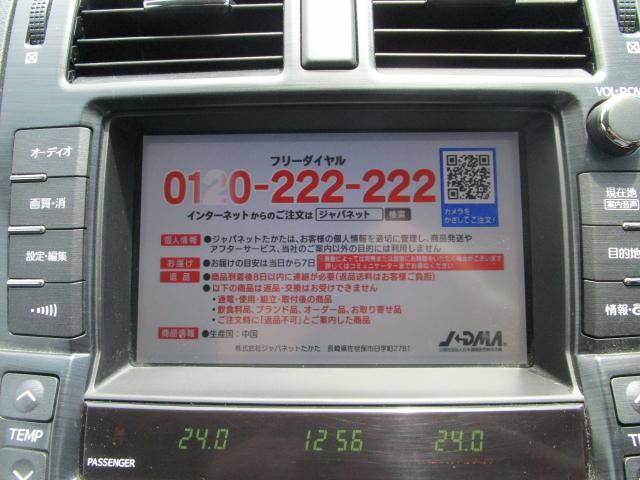 VOL·
オーディオ
画質・消
設定・編集
現在地
案内音声
目的地
フリーダイヤル
0120-222-222
カメラを
かざしてご注文!
インターネットからのご注文は ジャパネット 検索
個人情報 ●ジャパネットたかたは、お客様の個人情報を適切に管理し、商品発送や
アフターサービス、当社のご案内以外の目的には利用しません
お届け ●お届けの目安は当日から7日
返品 ●商品到着後8日以内に連絡が必要(返品送料はお客様ご負担)
●以下の商品は返品・交換はお受けできません
・通電・使用・組立・取付後の商品
・飲食料品、ブランド品、オーダー品、お取り寄せ品
・ご注文時に「返品不可」とご案内した商品
商品情報 ●生産国:中国
JADMA
株式会社ジャパネットたかた 長崎県佐世保市日宇町2781
TEMP
PASSENGER
24.0 12:56 24.0